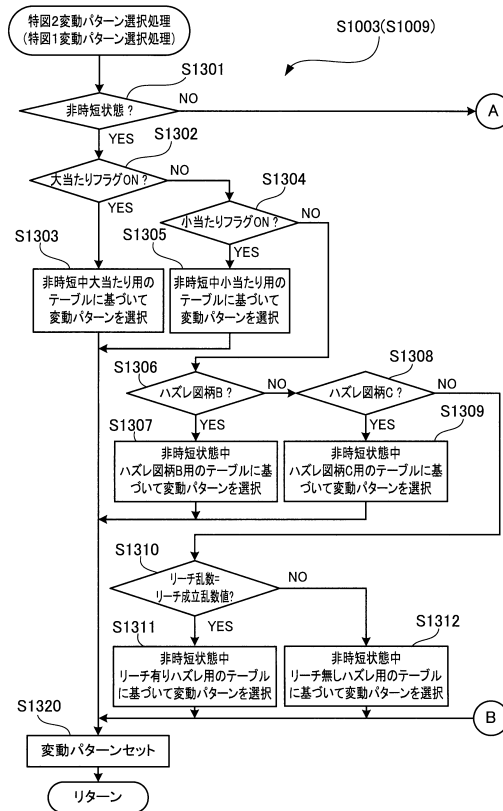 特図2変動パターン選択処理
(特図1変動パターン選択処理)
S1003(S1009)
S1301
非時短状態?
NO
A
YES
S1302
大当たりフラグON?
NO
YES
S1304
小当たりフラグON?
NO
YES
S1303
非時短中大当たり用の
テーブルに基づいて
変動パターンを選択
S1305
非時短中小当たり用の
テーブルに基づいて
変動パターンを選択
S1306
ハズレ図柄B?
NO
YES
S1308
ハズレ図柄C?
NO
YES
S1307
非時短状態中
ハズレ図柄B用のテーブルに基
づいて変動パターンを選択
S1309
非時短状態中
ハズレ図柄C用のテーブルに基
づいて変動パターンを選択
S1310
リーチ乱数=
リーチ成立乱数値?
NO
YES
S1311
非時短状態中
リーチ有りハズレ用のテーブル
に基づいて変動パターンを選択
S1312
非時短状態中
リーチ無しハズレ用のテーブル
に基づいて変動パターンを選択
B
S1320
変動パターンセット
リターン